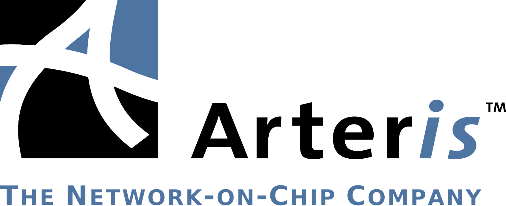 Arteris™
THE NETWORK-ON-CHIP COMPANY